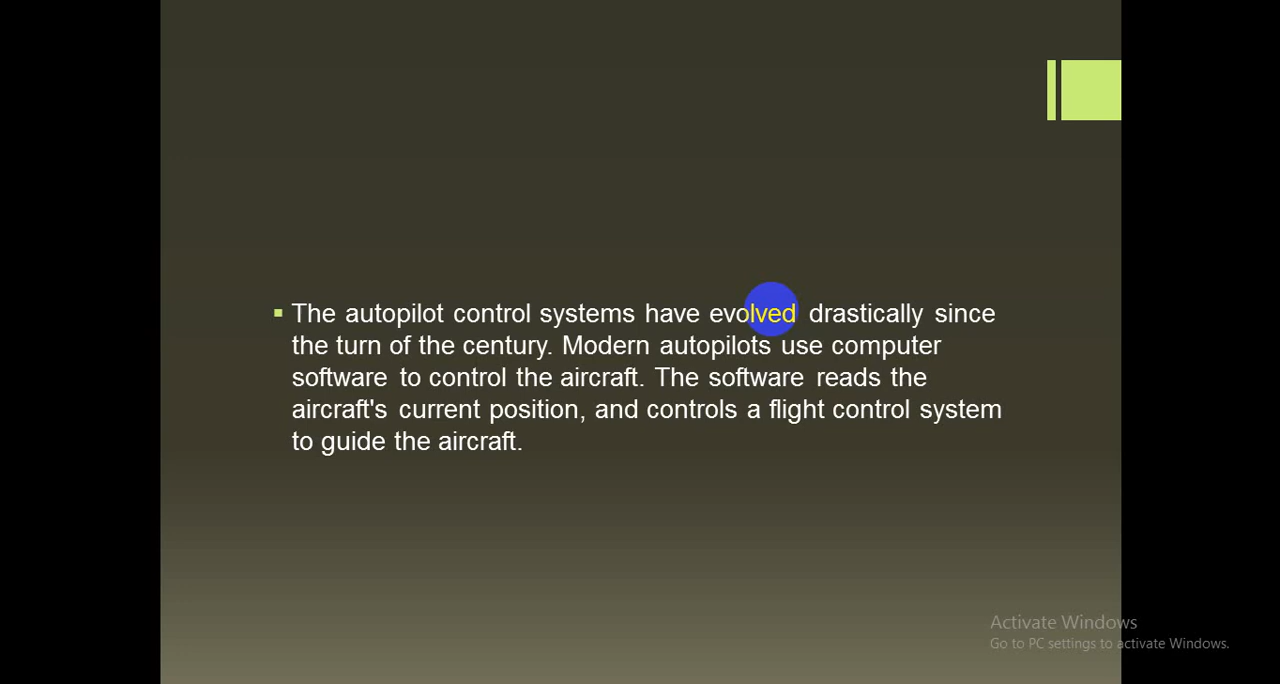 The autopilot control systems have evolved drastically since
the turn of the century. Modern autopilots use computer
software to control the aircraft. The software reads the
aircraft's current position, and controls a flight control system
to guide the aircraft.
Activate Windows
Go to PC settings to activate Windows.